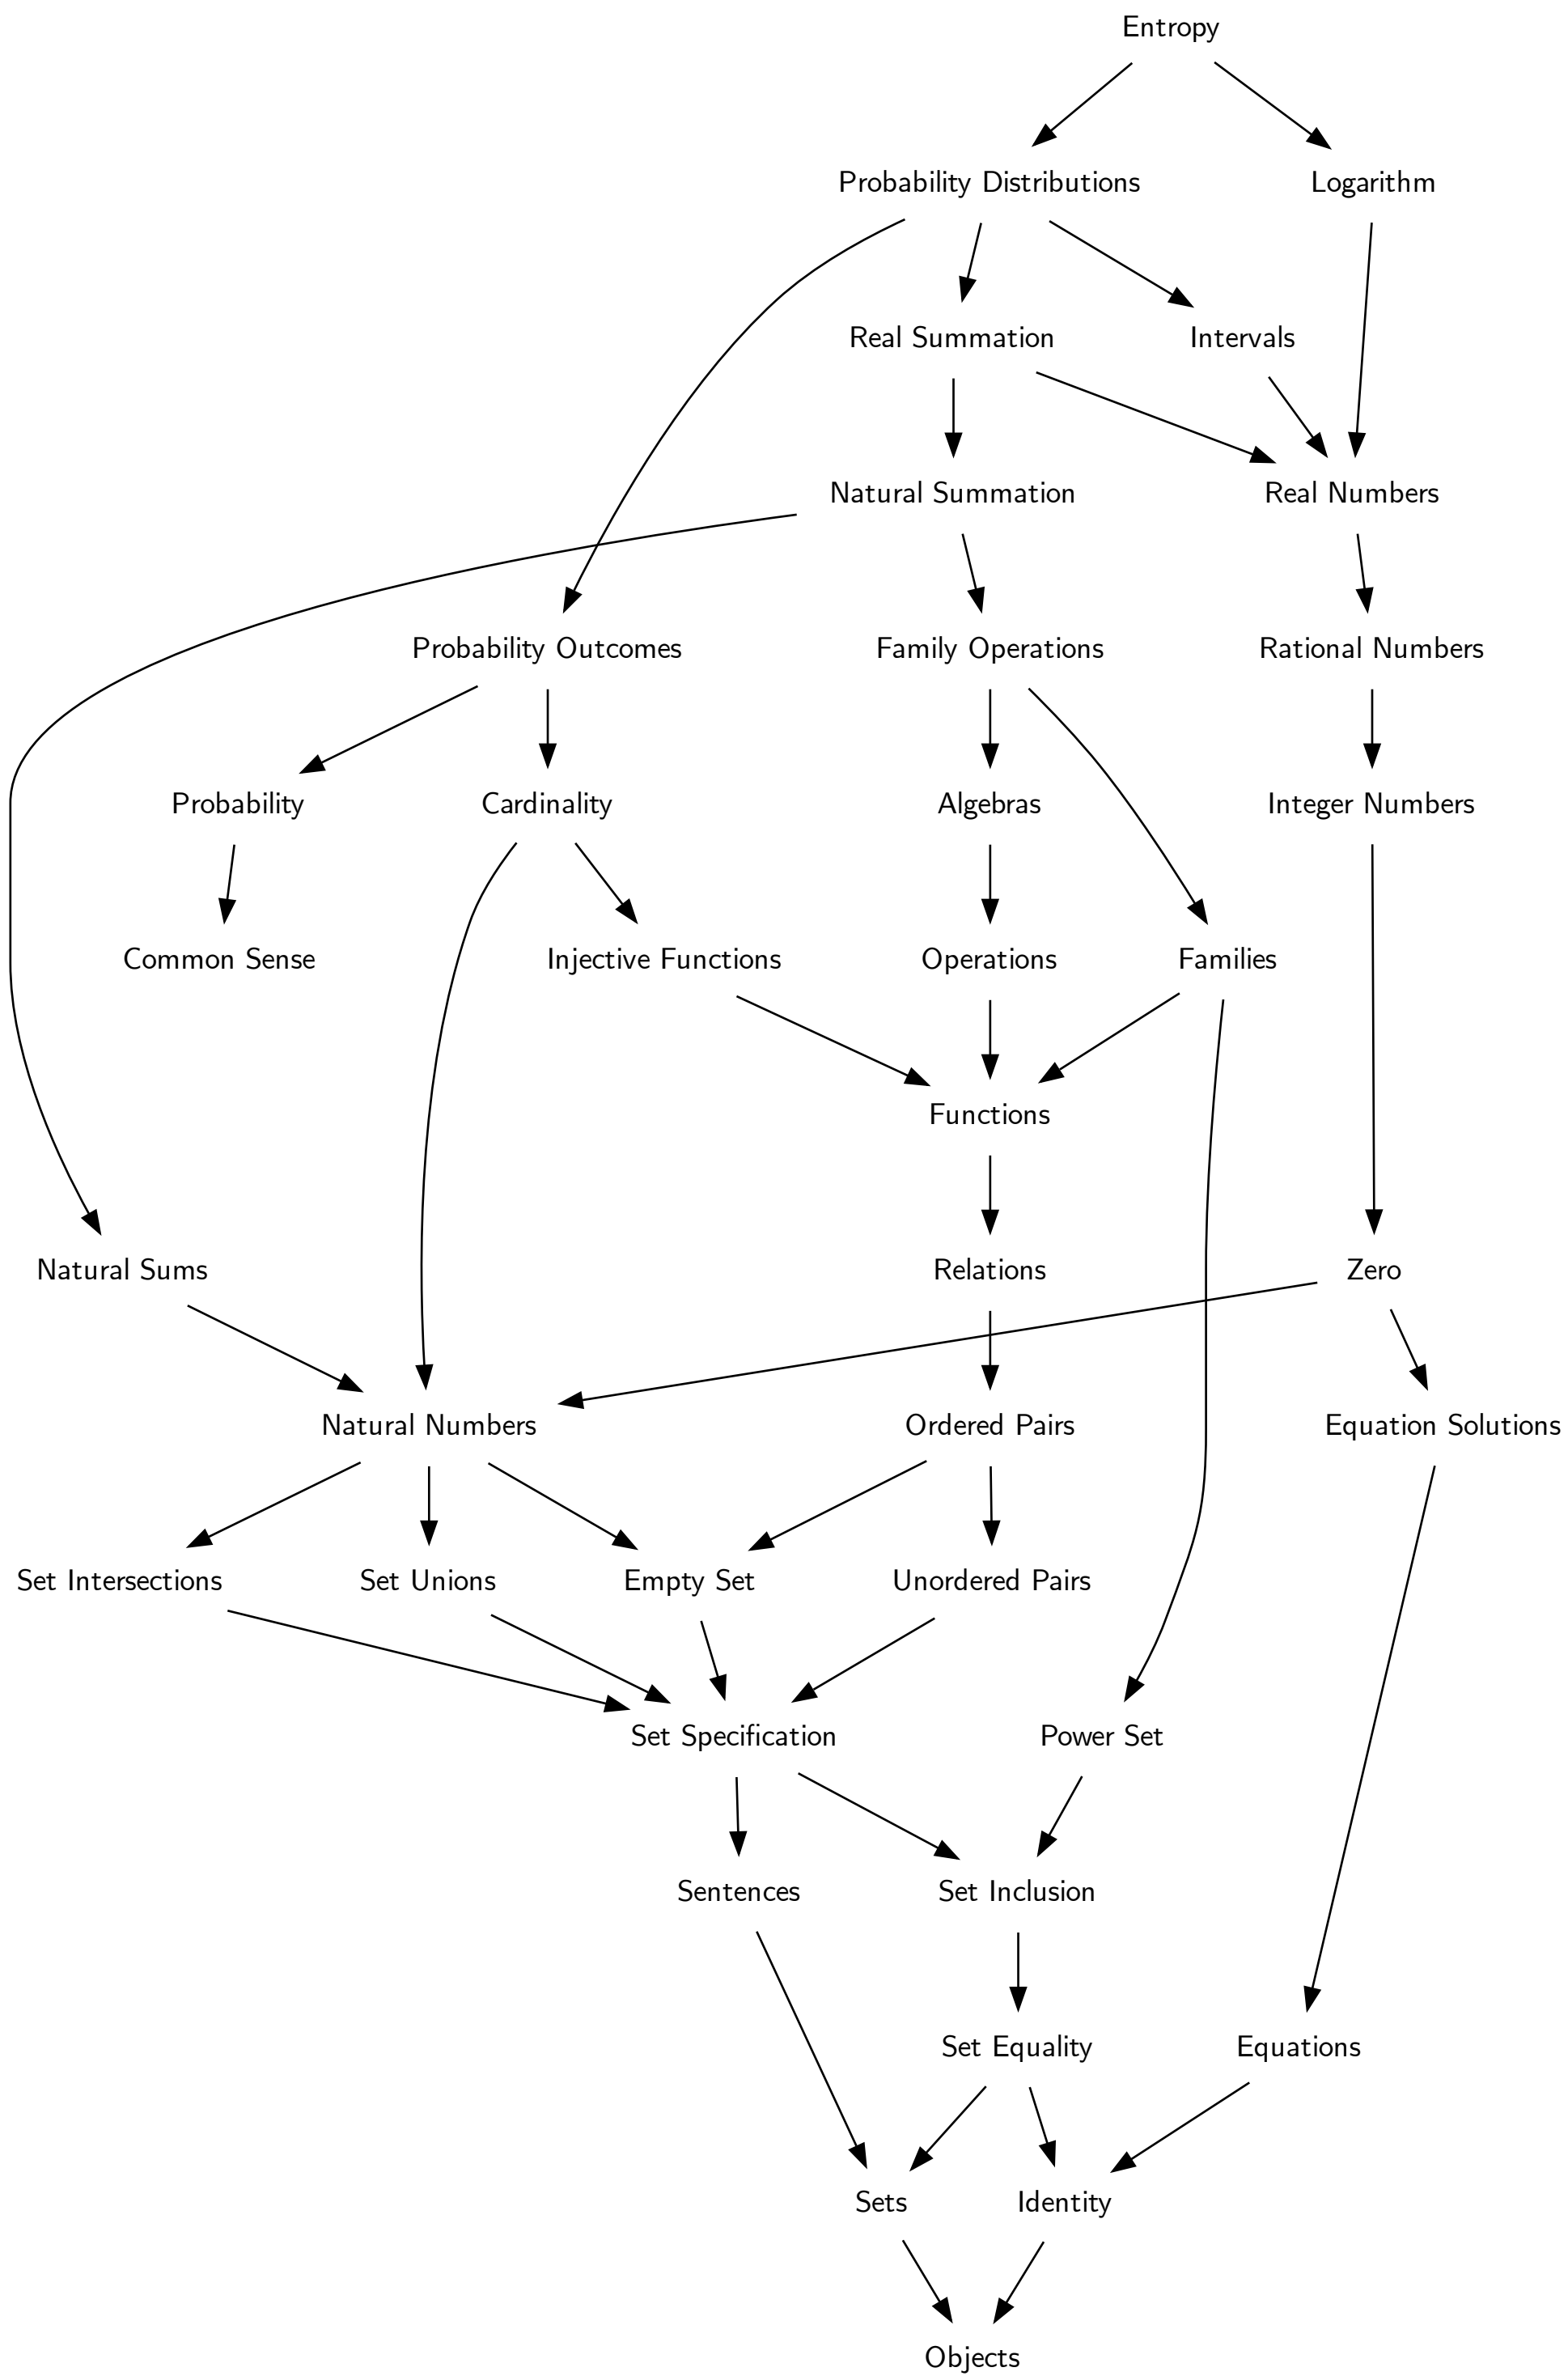 Entropy
Probability Distributions
Logarithm
Real Summation
Intervals
Natural Summation
Real Numbers
Probability Outcomes
Family Operations
Rational Numbers
Probability
Cardinality
Algebras
Integer Numbers
Common Sense
Injective Functions
Operations
Families
Functions
Natural Sums
Relations
Zero
Natural Numbers
Ordered Pairs
Equation Solutions
Set Intersections
Set Unions
Empty Set
Unordered Pairs
Set Specification
Power Set
Sentences
Set Inclusion
Set Equality
Equations
Sets
Identity
Objects